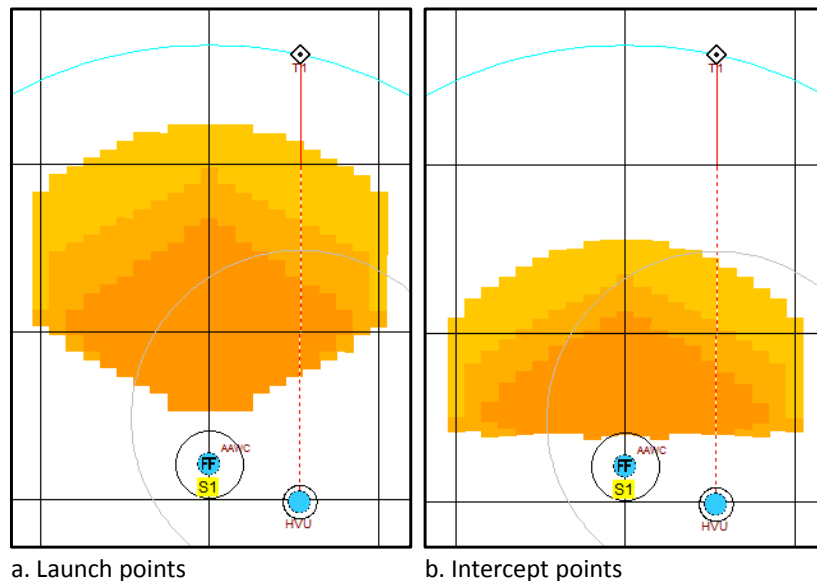 T1
AAWC
FF
S1
HVU
a. Launch points
T1
AAWC
FF
S1
HVU
b. Intercept points